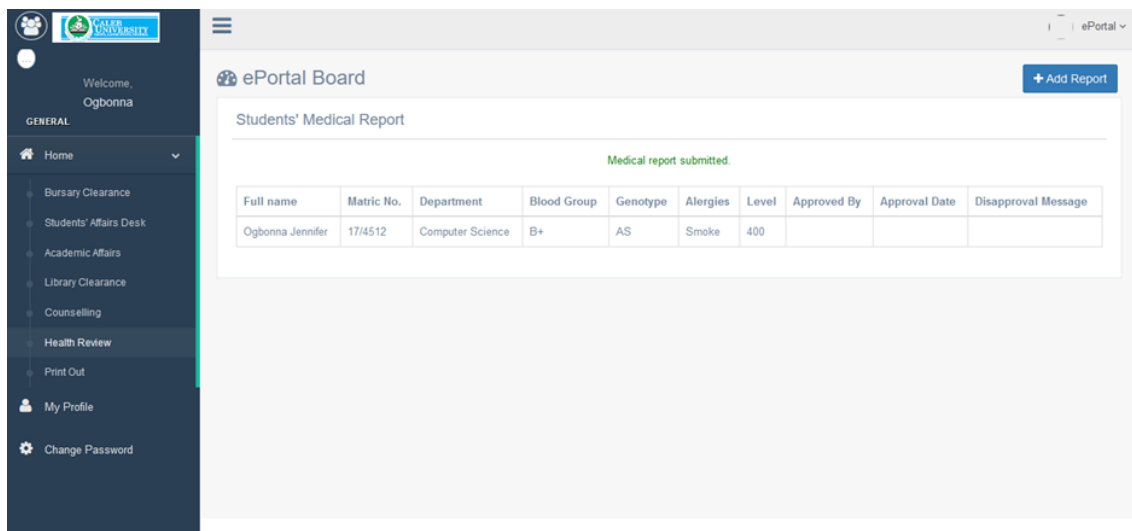 CALEB
UNIVERSITY
ePortal
Welcome,
Ogbonna
GENERAL
Home
Bursary Clearance
Students' Affairs Desk
Academic Affairs
Library Clearance
Counselling
Health Review
Print Out
My Profile
Change Password
ePortal Board
+ Add Report
Students' Medical Report
Medical report submitted.
Full name Matric No. Department Blood Group Genotype Alergies Level Approved By Approval Date Disapproval Message
Ogbonna Jennifer 17/4512 Computer Science B+ AS Smoke 400